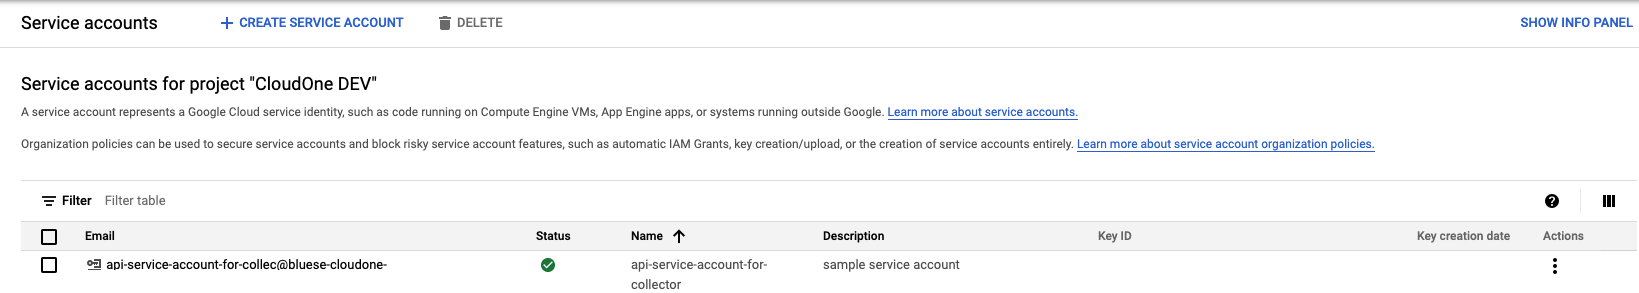 Service accounts
CREATE SERVICE ACCOUNT
DELETE
SHOW INFO PANEL
Service accounts for project "CloudOne DEV"
A service account represents a Google Cloud service identity, such as code running on Compute Engine VMs, App Engine apps, or systems running outside Google. Learn more about service accounts.
Organization policies can be used to secure service accounts and block risky service account features, such as automatic IAM Grants, key creation/upload, or the creation of service accounts entirely. Learn more about service account organization policies.
Filter Filter table
Email Status Name Description Key ID Key creation date Actions
api-service-account-for-collec@bluese-cloudone- api-service-account-for- sample service account
collector